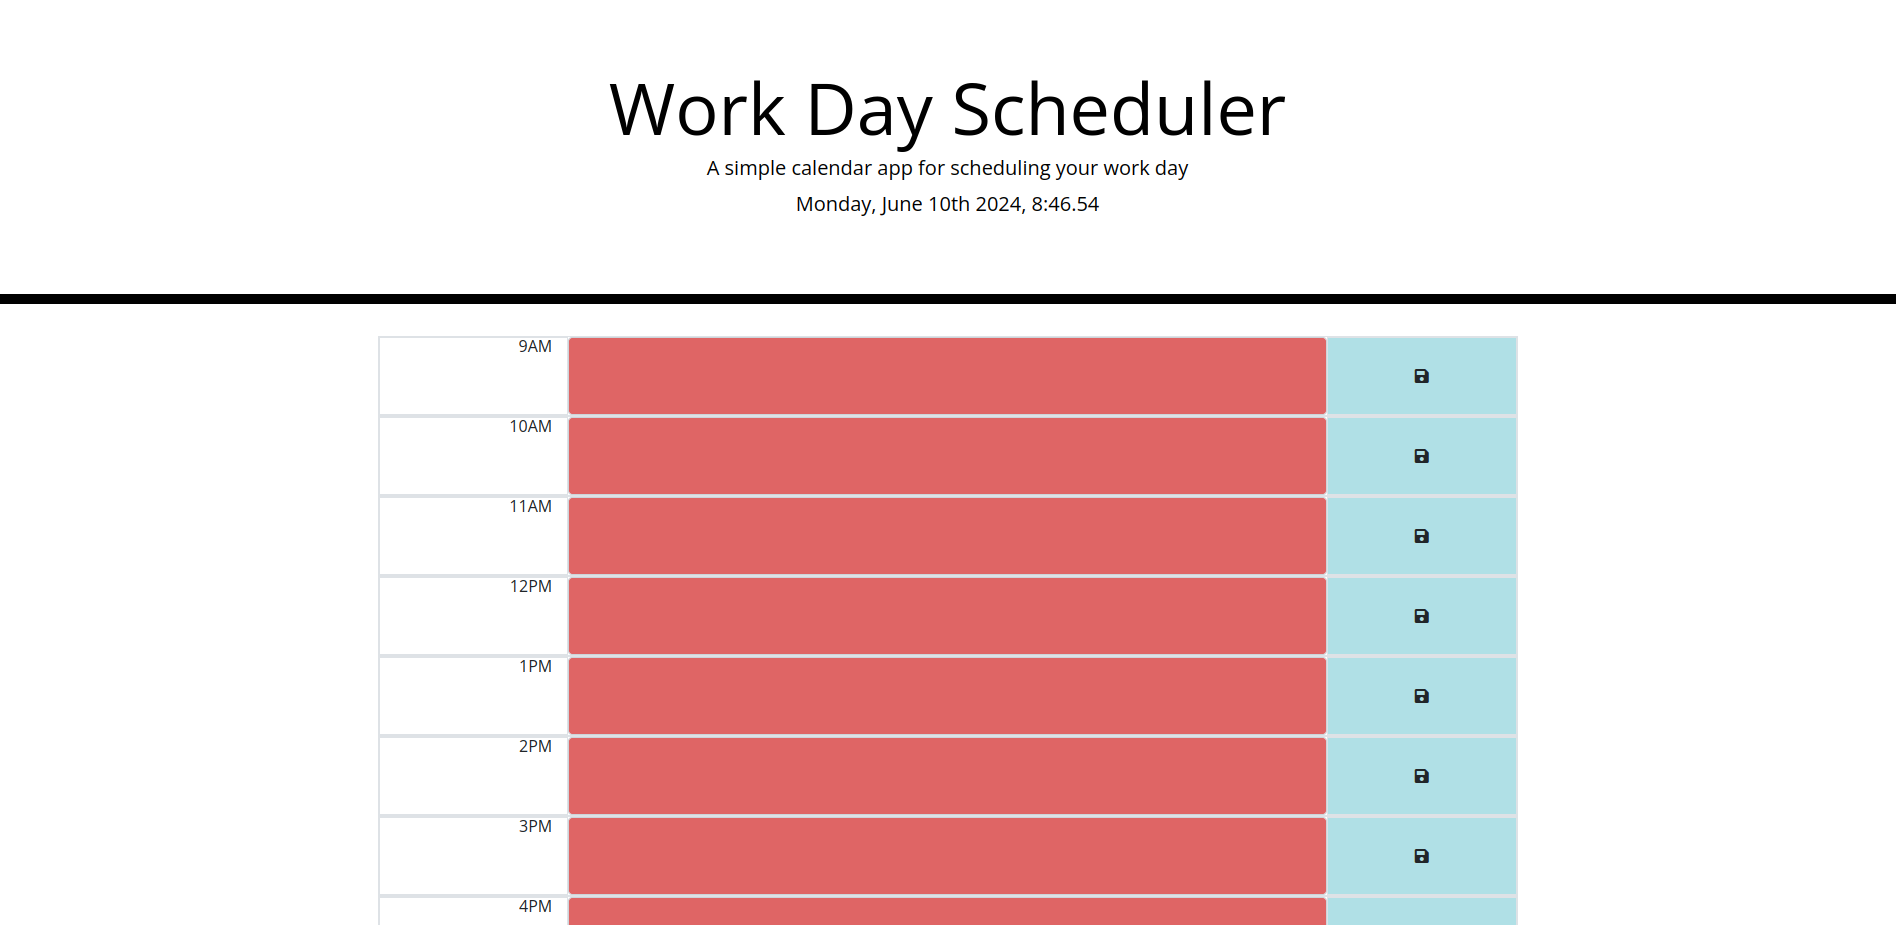 Work Day Scheduler
A simple calendar app for scheduling your work day
Monday, June 10th 2024, 8:46.54
9AM
10AM
11AM
12PM
1PM
2PM
3PM
4PM